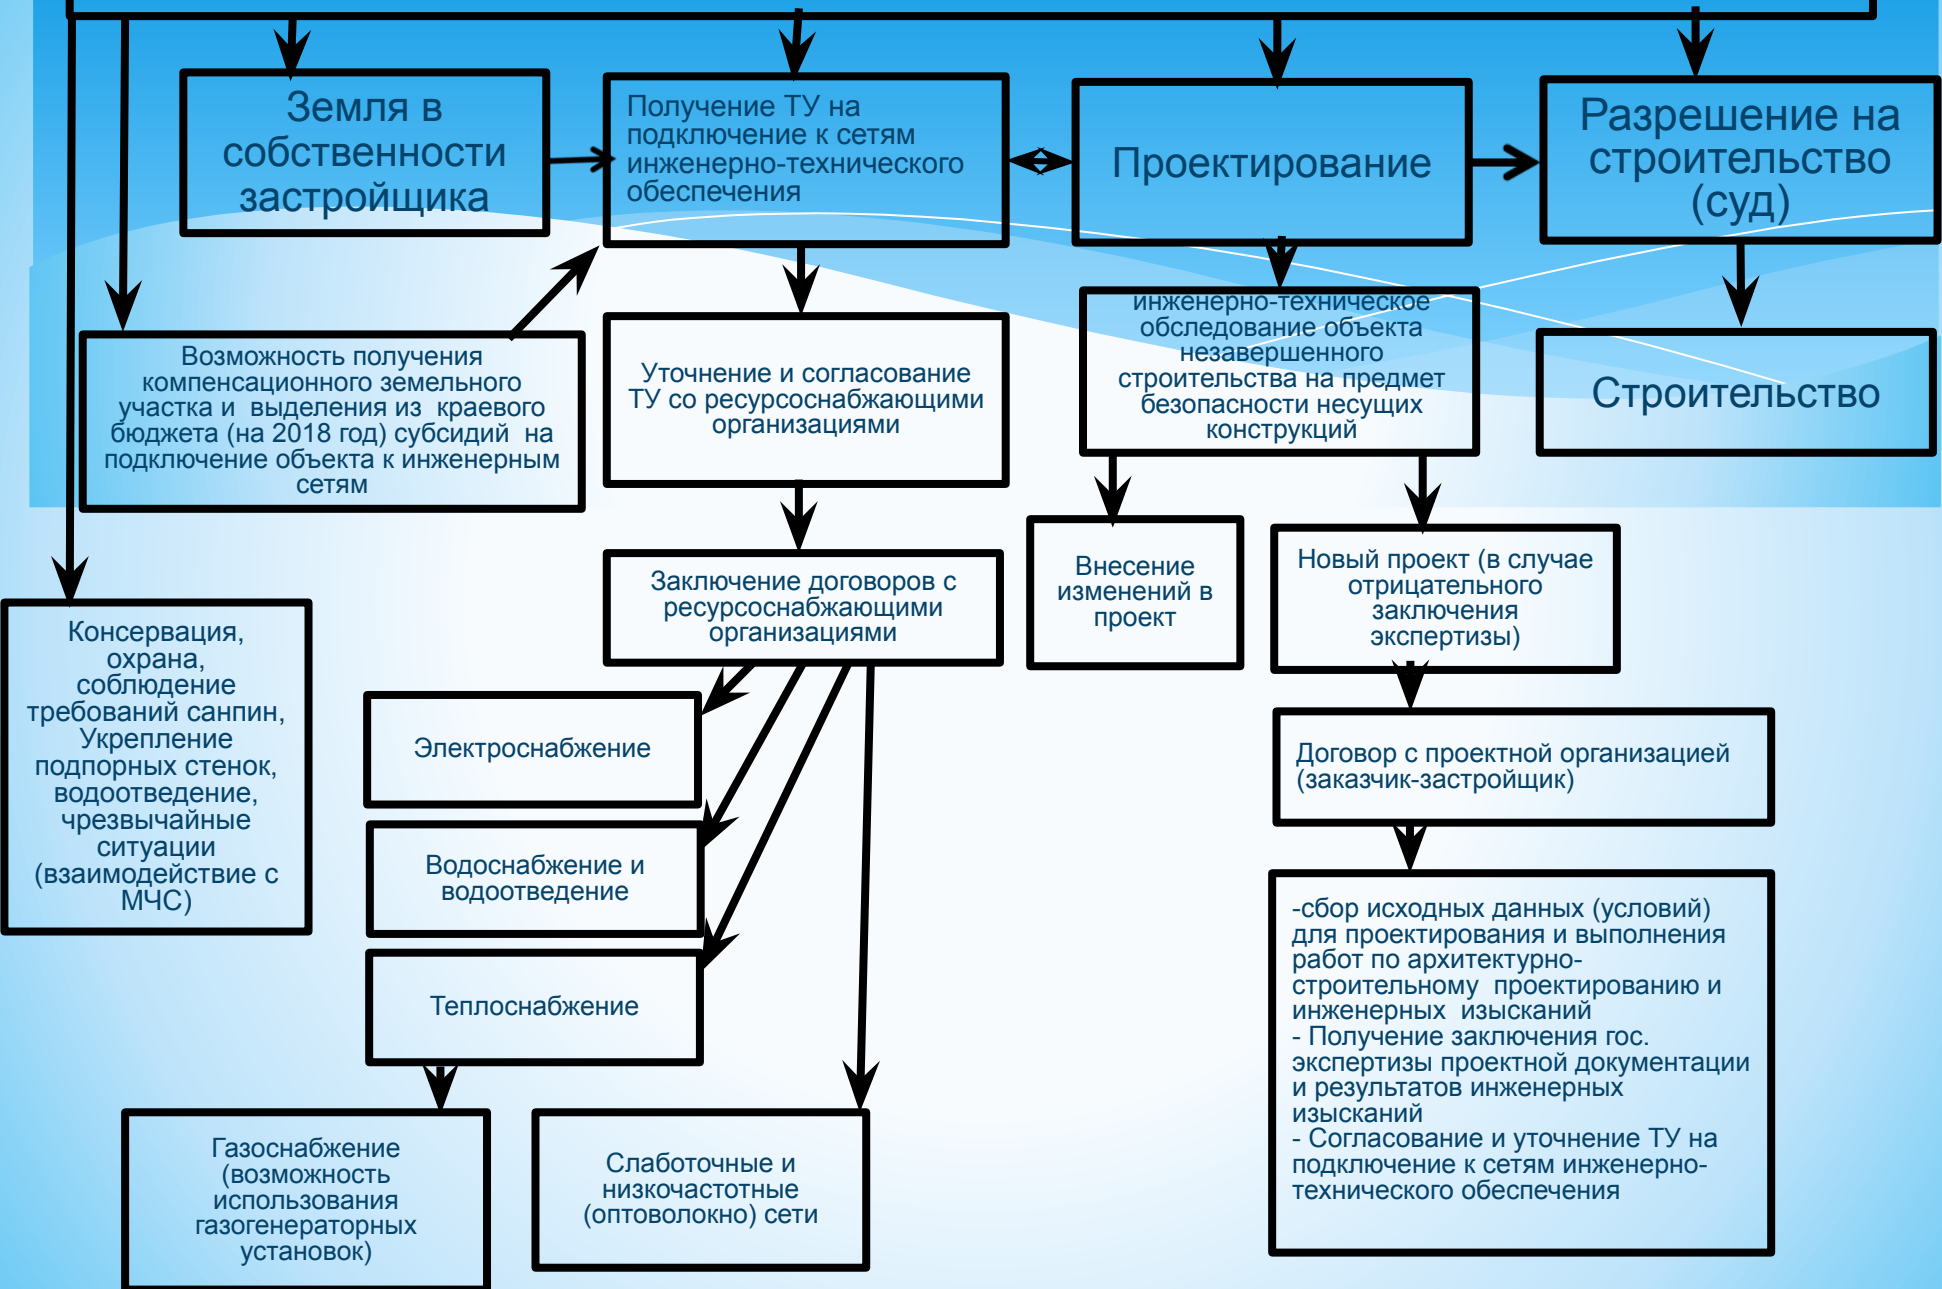 Земля в
собственности
застройщика
Получение ТУ на
подключение к сетям
инженерно-технического
обеспечения
Проектирование
Разрешение на
строительство
(суд)
Возможность получения
компенсационного земельного
участка и выделения из краевого
бюджета (на 2018 год) субсидий на
подключение объекта к инженерным
сетям
Уточнение и согласование
ТУ со ресурсоснабжающими
организациями
инженерно-техническое
обследование объекта
незавершенного
строительства на предмет
безопасности несущих
конструкций
Строительство
Консервация,
охрана,
соблюдение
требований санпин,
Укрепление
подпорных стенок,
водоотведение,
чрезвычайные
ситуации
(взаимодействие с
МЧС)
Заключение договоров с
ресурсоснабжающими
организациями
Внесение
изменений в
проект
Новый проект (в случае
отрицательного
заключения
экспертизы)
Электроснабжение
Водоснабжение и
водоотведение
Теплоснабжение
Газоснабжение
(возможность
использования
газогенераторных
установок)
Слаботочные и
низкочастотные
(оптоволокно) сети
Договор с проектной организацией
(заказчик-застройщик)
-сбор исходных данных (условий)
для проектирования и выполнения
работ по архитектурно-
строительному проектированию и
инженерных изысканий
- Получение заключения гос.
экспертизы проектной документации
и результатов инженерных
изысканий
- Согласование и уточнение ТУ на
подключение к сетям инженерно-
технического обеспечения